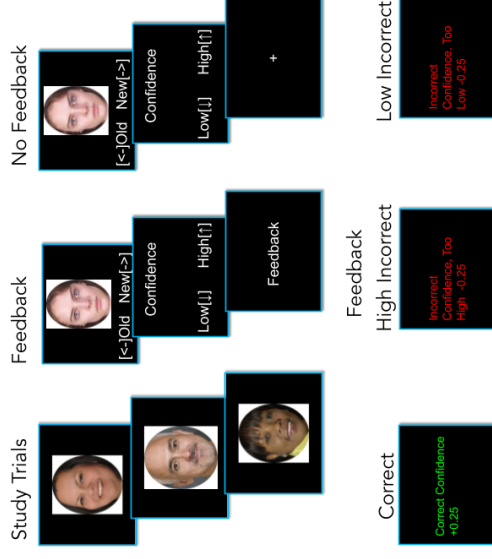 Study Trials
Feedback
[<-]Old New[->]
Confidence
Low[↓] High[↑]
Feedback
No Feedback
[<-]Old New[->]
Confidence
Low[↓] High[↑]
+
Feedback
Correct
Correct Confidence
+0.25
High Incorrect
Incorrect
Confidence, Too
High -0.25
Low Incorrect
Incorrect
Confidence, Too
Low -0.25